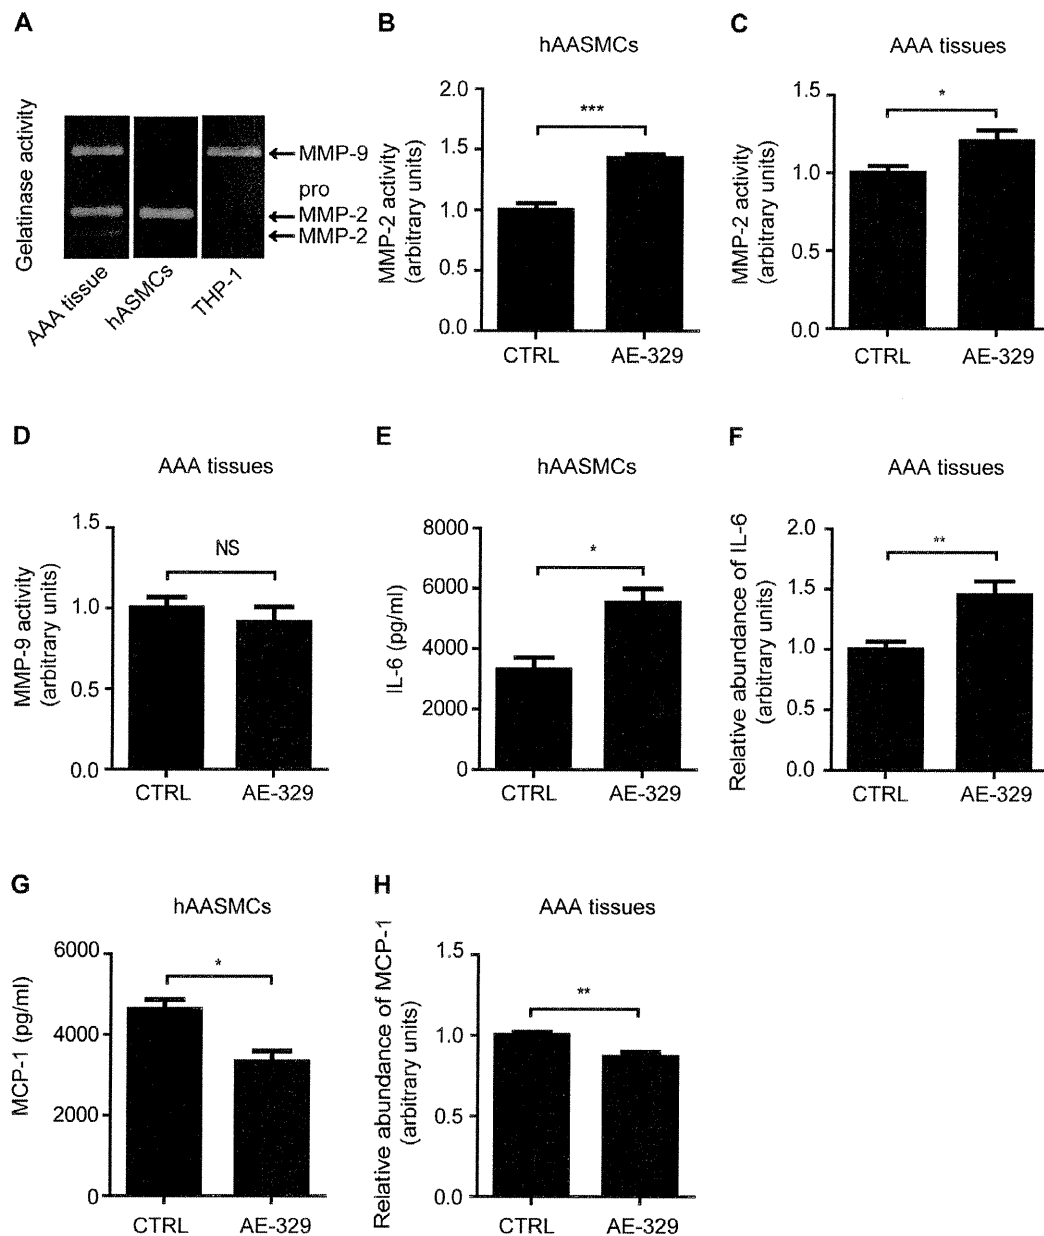 A
Gelatinase activity
MMP-9
pro
MMP-2
MMP-2
AAA tissue
hASMCs
THP-1
B
hAASMCs
MMP-2 activity
(arbitrary units)
2.0
1.5
1.0
0.5
0.0
***
CTRL
AE-329
C
AAA tissues
MMP-2 activity
(arbitrary units)
1.5
1.0
0.5
0.0
*
CTRL
AE-329
D
AAA tissues
MMP-9 activity
(arbitrary units)
1.5
1.0
0.5
0.0
NS
CTRL
AE-329
E
hAASMCs
IL-6 (pg/ml)
8000
6000
4000
2000
0
*
CTRL
AE-329
F
AAA tissues
Relative abundance of IL-6
(arbitrary units)
2.0
1.5
1.0
0.5
0.0
**
CTRL
AE-329
G
hAASMCs
MCP-1 (pg/ml)
6000
4000
2000
0
*
CTRL
AE-329
H
AAA tissues
Relative abundance of MCP-1
(arbitrary units)
1.5
1.0
0.5
0.0
**
CTRL
AE-329